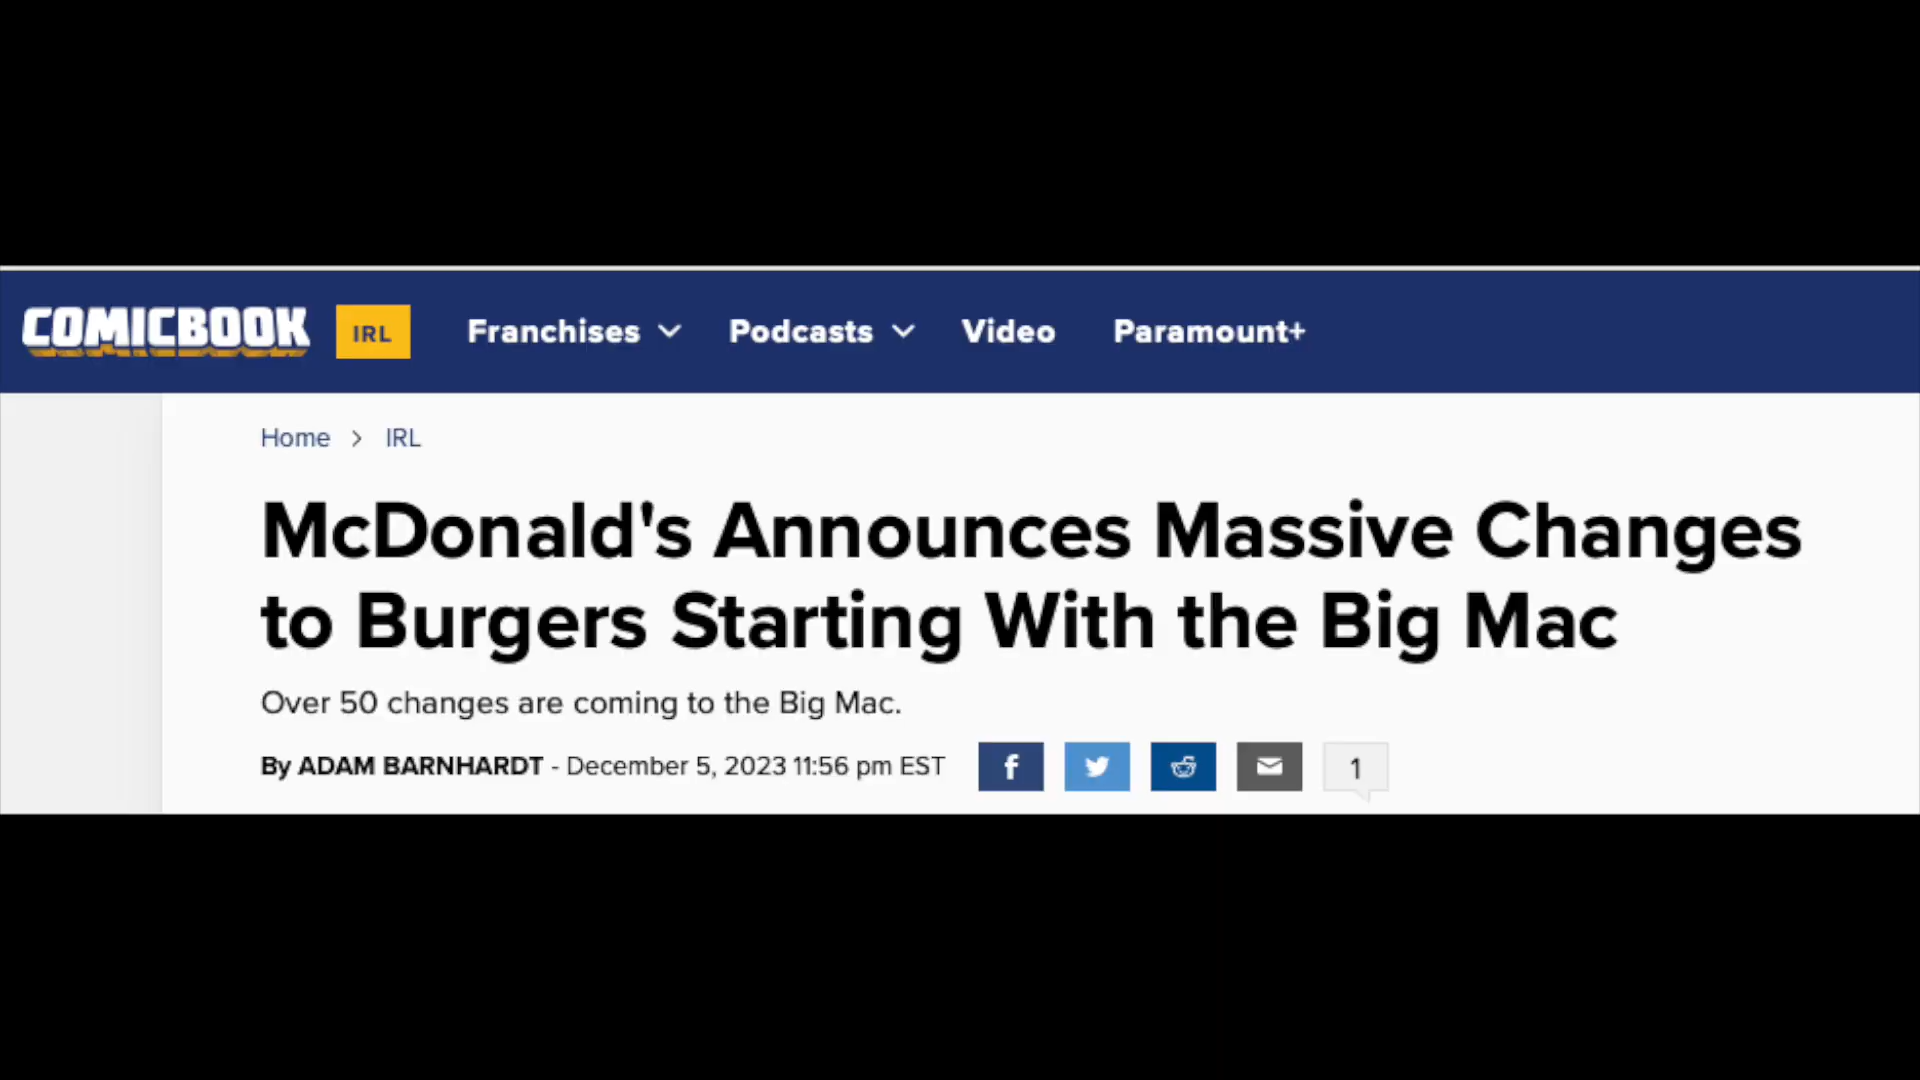 COMICBOOK IRL Franchises Podcasts Video Paramount+
Home > IRL
McDonald's Announces Massive Changes
to Burgers Starting With the Big Mac
Over 50 changes are coming to the Big Mac.
By ADAM BARNHARDT - December 5, 2023 11:56 pm EST f 1